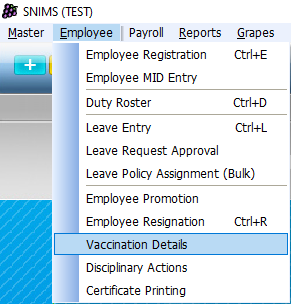 SNIMS (TEST)
Master Employee Payroll Reports Grapes
Employee Registration Ctrl+E
Employee MID Entry
Duty Roster Ctrl+D
Leave Entry Ctrl+L
Leave Request Approval
Leave Policy Assignment (Bulk)
Employee Promotion
Employee Resignation Ctrl+R
Vaccination Details
Disciplinary Actions
Certificate Printing